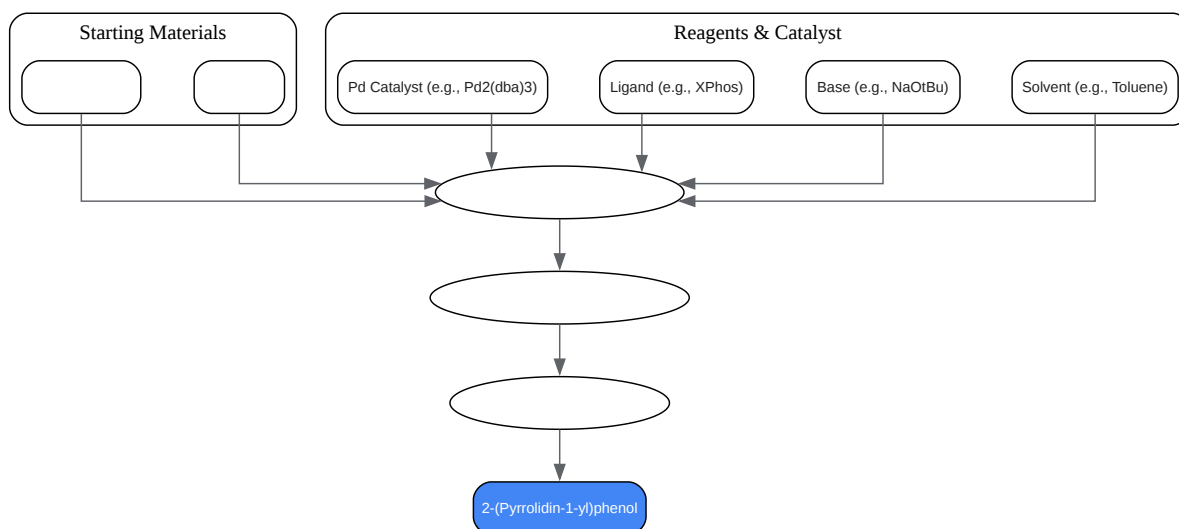 Starting Materials
Reagents & Catalyst
Pd Catalyst (e.g., Pd2(dba)3)
Ligand (e.g., XPhos)
Base (e.g., NaOtBu)
Solvent (e.g., Toluene)
2-(Pyrrolidin-1-yl)phenol